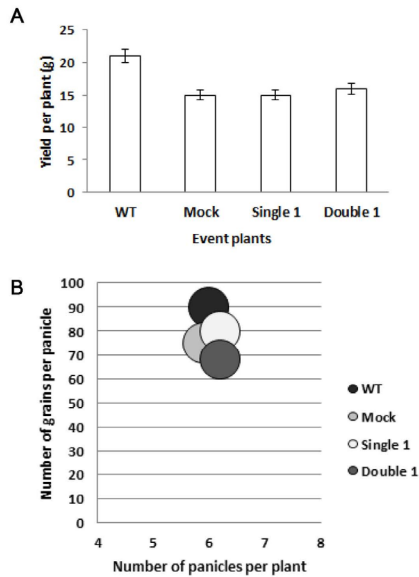 A
Yield per plant (g)
25
20
15
10
5
0
WT Mock Single 1 Double 1
Event plants
B
Number of grains per panicle
100
90
80
70
60
50
40
30
20
10
0
4 5 6 7 8
Number of panicles per plant
WT
Mock
Single 1
Double 1